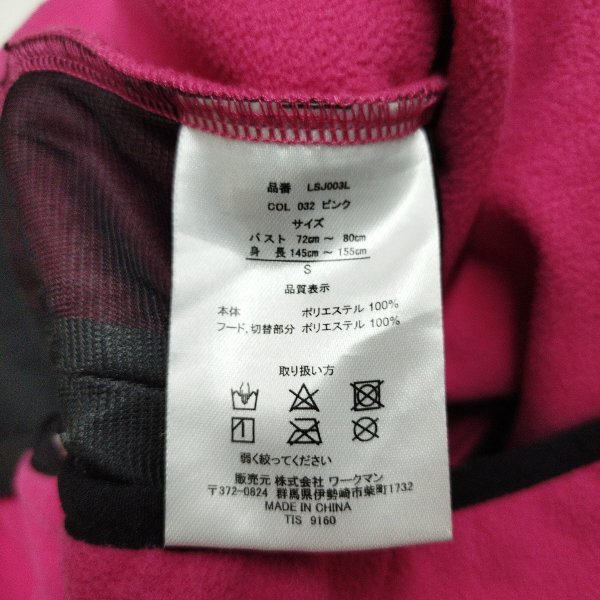 品番 LSJ003L
COL 032 ピンク
サイズ
バスト 72cm ～ 80cm
身 長 145cm ～ 155cm
S
品質表示
本体 ポリエステル 100%
フード,切替部分 ポリエステル 100%
取り扱い方
弱く絞ってください
販売元 株式会社 ワークマン
〒372-0824 群馬県伊勢崎市柴町1732
MADE IN CHINA
TIS 9160